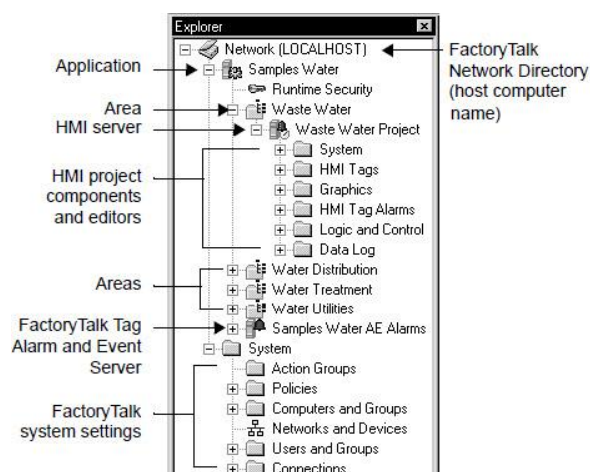 Explorer
Network (LOCALHOST)
FactoryTalk
Network Directory
(host computer
name)
Application
Samples Water
Runtime Security
Area
Waste Water
HMI server
Waste Water Project
System
HMI Tags
Graphics
HMI Tag Alarms
Logic and Control
Data Log
HMI project
components
and editors
Areas
Water Distribution
Water Treatment
Water Utilities
FactoryTalk Tag
Alarm and Event
Server
Samples Water AE Alarms
System
Action Groups
Policies
Computers and Groups
Networks and Devices
Users and Groups
Connections
FactoryTalk
system settings